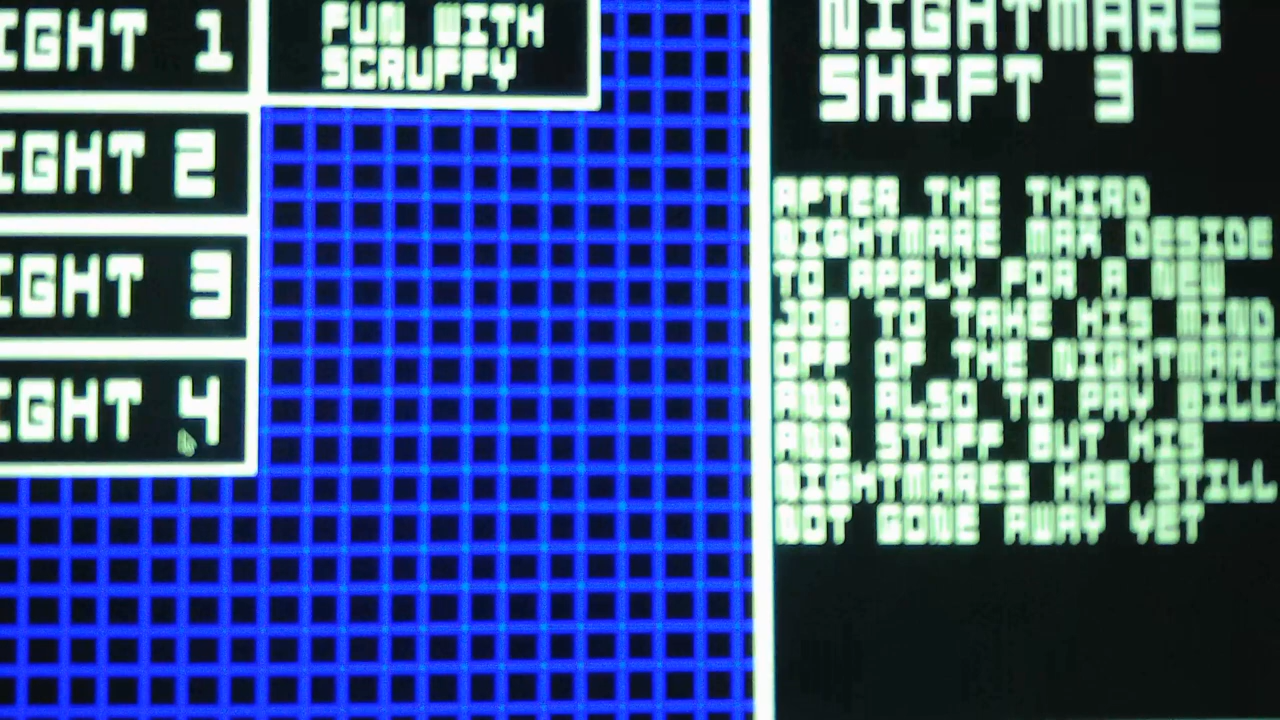 IGHT 1
IGHT 2
IGHT 3
IGHT 4
FUN WITH
SCRUFFY
NIGHTMARE
SHIFT 3
AFTER THE THIRD
NIGHTMARE MAX DESIDE
TO APPLY FOR A NEW
JOB TO TAKE HIS MIND
OFF OF THE NIGHTMARE
AND ALSO TO PAY BILL
AND STUFF BUT HIS
NIGHTMARES HAS STILL
NOT GONE AWAY YET